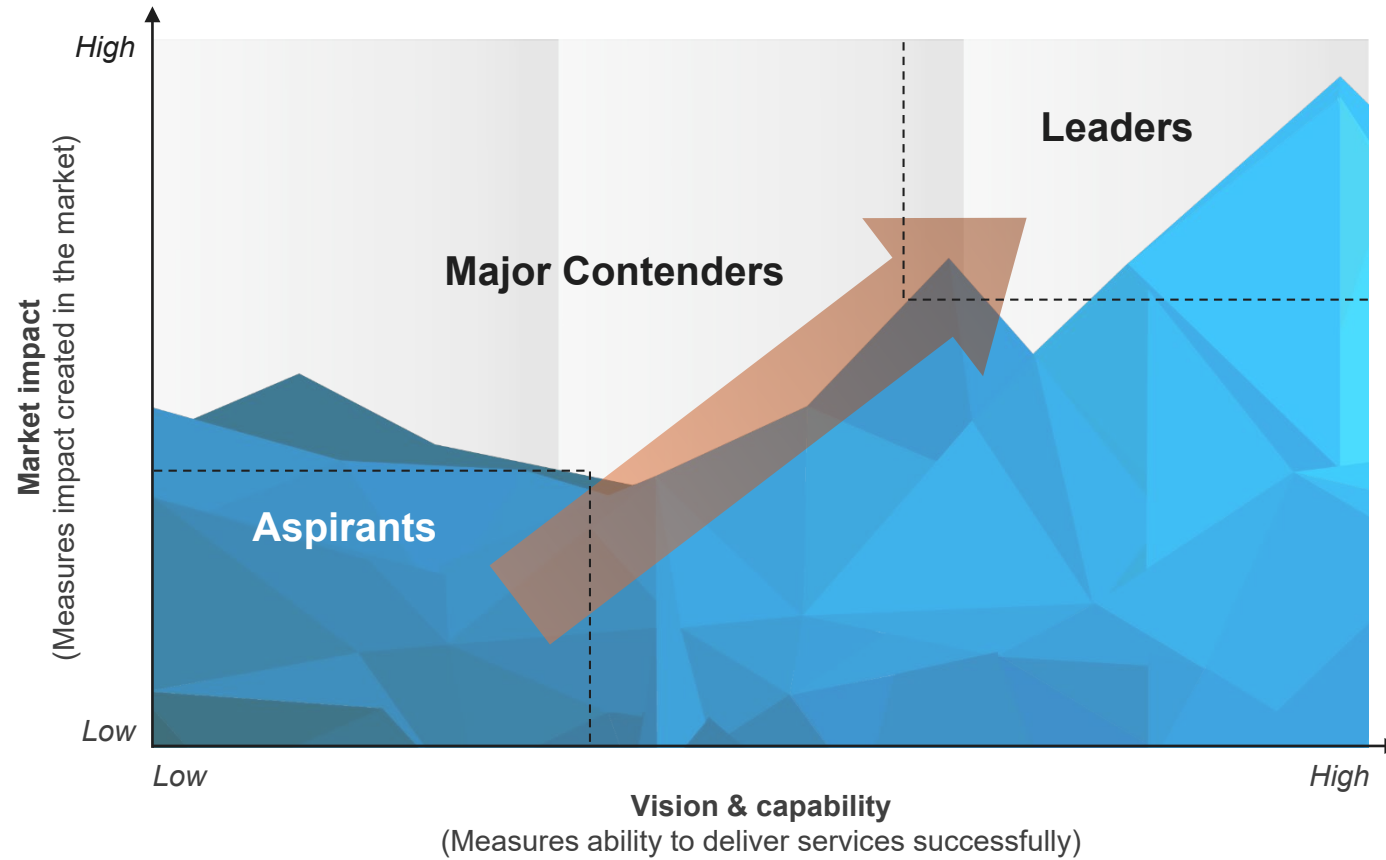 High
Leaders
Major Contenders
Market impact
(Measures impact created in the market)
Aspirants
Low
Low
High
Vision & capability
(Measures ability to deliver services successfully)